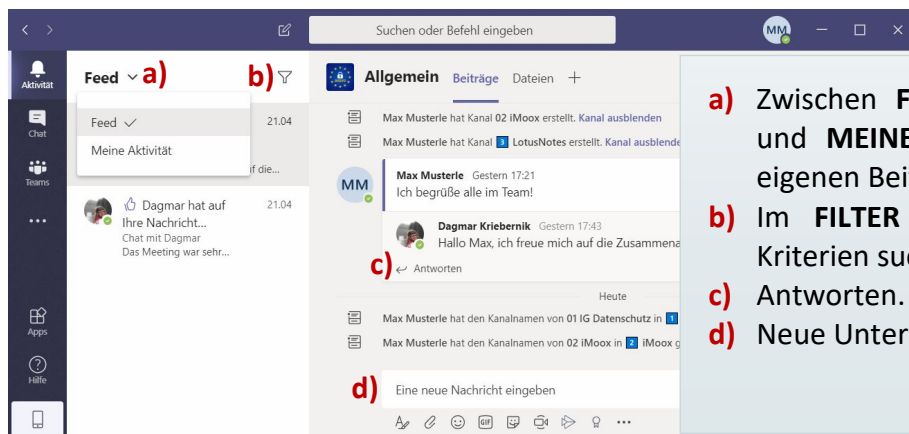 Suchen oder Befehl eingeben
MM
Aktivität
Chat
Teams
Apps
Hilfe
Feed a) b)
Feed
Meine Aktivität
21.04
uf die...
Dagmar hat auf 21.04
Ihre Nachricht...
Chat mit Dagmar
Das Meeting war sehr...
Allgemein Beiträge Dateien +
Max Musterle hat Kanal 02 iMoox erstellt. Kanal ausblenden
Max Musterle hat Kanal 3 LotusNotes erstellt. Kanal ausblende
MM
Max Musterle Gestern 17:21
Ich begrüße alle im Team!
Dagmar Kriebernik Gestern 17:43
Hallo Max, ich freue mich auf die Zusammena
c) Antworten
Heute
Max Musterle hat den Kanalnamen von 01 IG Datenschutz in 1
Max Musterle hat den Kanalnamen von 02 iMoox in 2 iMoox g
d) Eine neue Nachricht eingeben
GIF
a) Zwischen F
und MEINE
eigenen Bei
b) Im FILTER
Kriterien su
c) Antworten.
d) Neue Unter